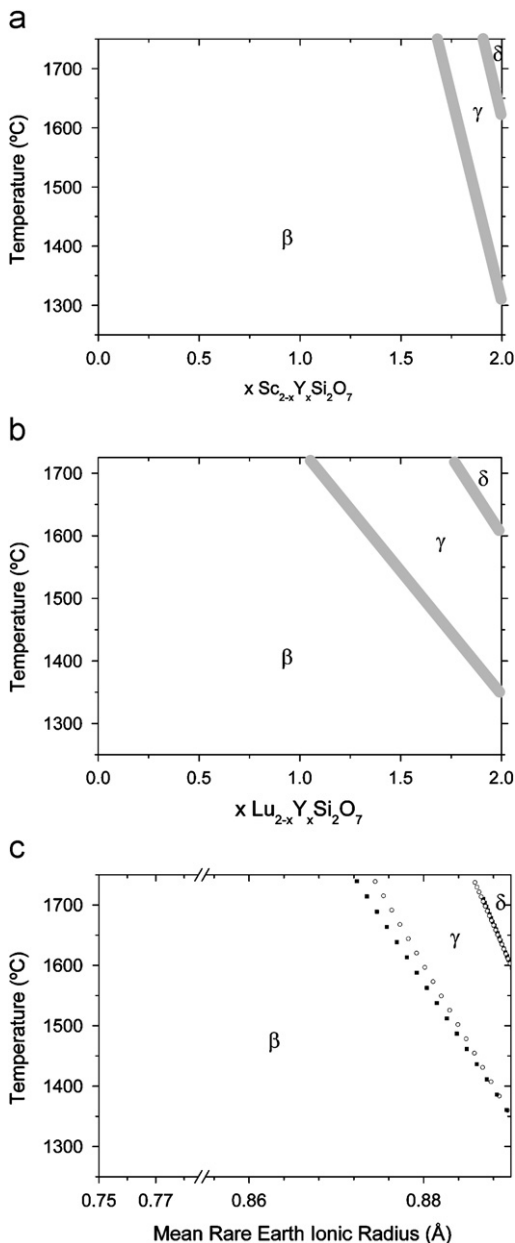 a
1700
1600
1400
1300
Temperature (ºC)
δ
γ
β
0.0 0.5 1.0 1.5 2.0
x Sc₂₋ₓYₓSi₂O₇
b
1700
1600
1500
1400
1300
Temperature (ºC)
δ
γ
β
0.0 0.5 1.0 1.5 2.0
x Lu₂₋ₓYₓSi₂O₇
c
1700
1600
1500
1400
1300
Temperature (ºC)
δ
γ
β
0.75 0.77 0.86 0.88
Mean Rare Earth Ionic Radius (Å)